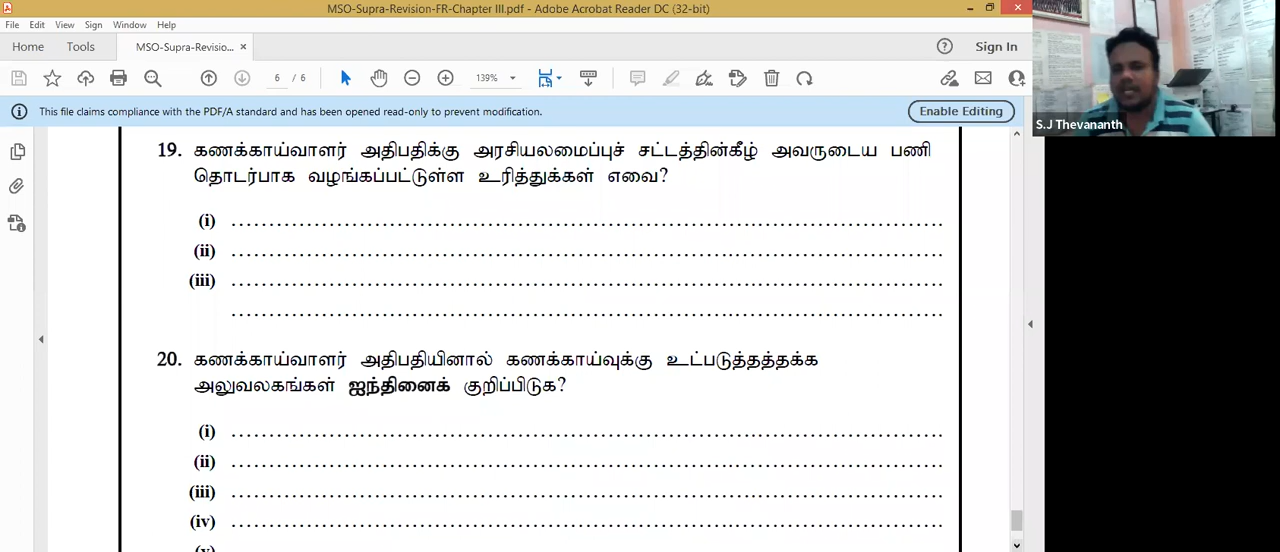 MSO-Supra-Revision-FR-Chapter III.pdf - Adobe Acrobat Reader DC (32-bit)
File Edit View Sign Window Help
Home Tools MSO-Supra-Revisio... × Sign In
6 / 6 139%
This file claims compliance with the PDF/A standard and has been opened read-only to prevent modification. Enable Editing
S.J Thevananth
19. கணக்காய்வாளர் அதிபதிக்கு அரசியலமைப்புச் சட்டத்தின்கீழ் அவருடைய பணி
தொடர்பாக வழங்கப்பட்டுள்ள உரித்துக்கள் எவை?
(i) ........................................................................
(ii) ........................................................................
(iii) ........................................................................
........................................................................
20. கணக்காய்வாளர் அதிபதியினால் கணக்காய்வுக்கு உட்படுத்தத்தக்க
அலுவலகங்கள் ஐந்தினைக் குறிப்பிடுக?
(i) ........................................................................
(ii) ........................................................................
(iii) ........................................................................
(iv) ........................................................................